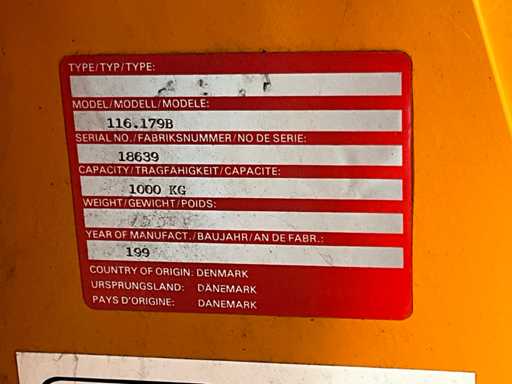 TYPE/TYP/TYPE:
MODEL/MODELL/MODELE:
116.179B
SERIAL NO./FABRIKSNUMMER/NO DE SERIE:
18639
CAPACITY/TRAGFAHIGKEIT/CAPACITE:
1000 KG
WEIGHT/GEWICHT/POIDS:
YEAR OF MANUFACT./BAUJAHR/AN DE FABR.:
199
COUNTRY OF ORIGIN: DENMARK
URSPRUNGSLAND: DÄNEMARK
PAYS D'ORIGINE: DANEMARK